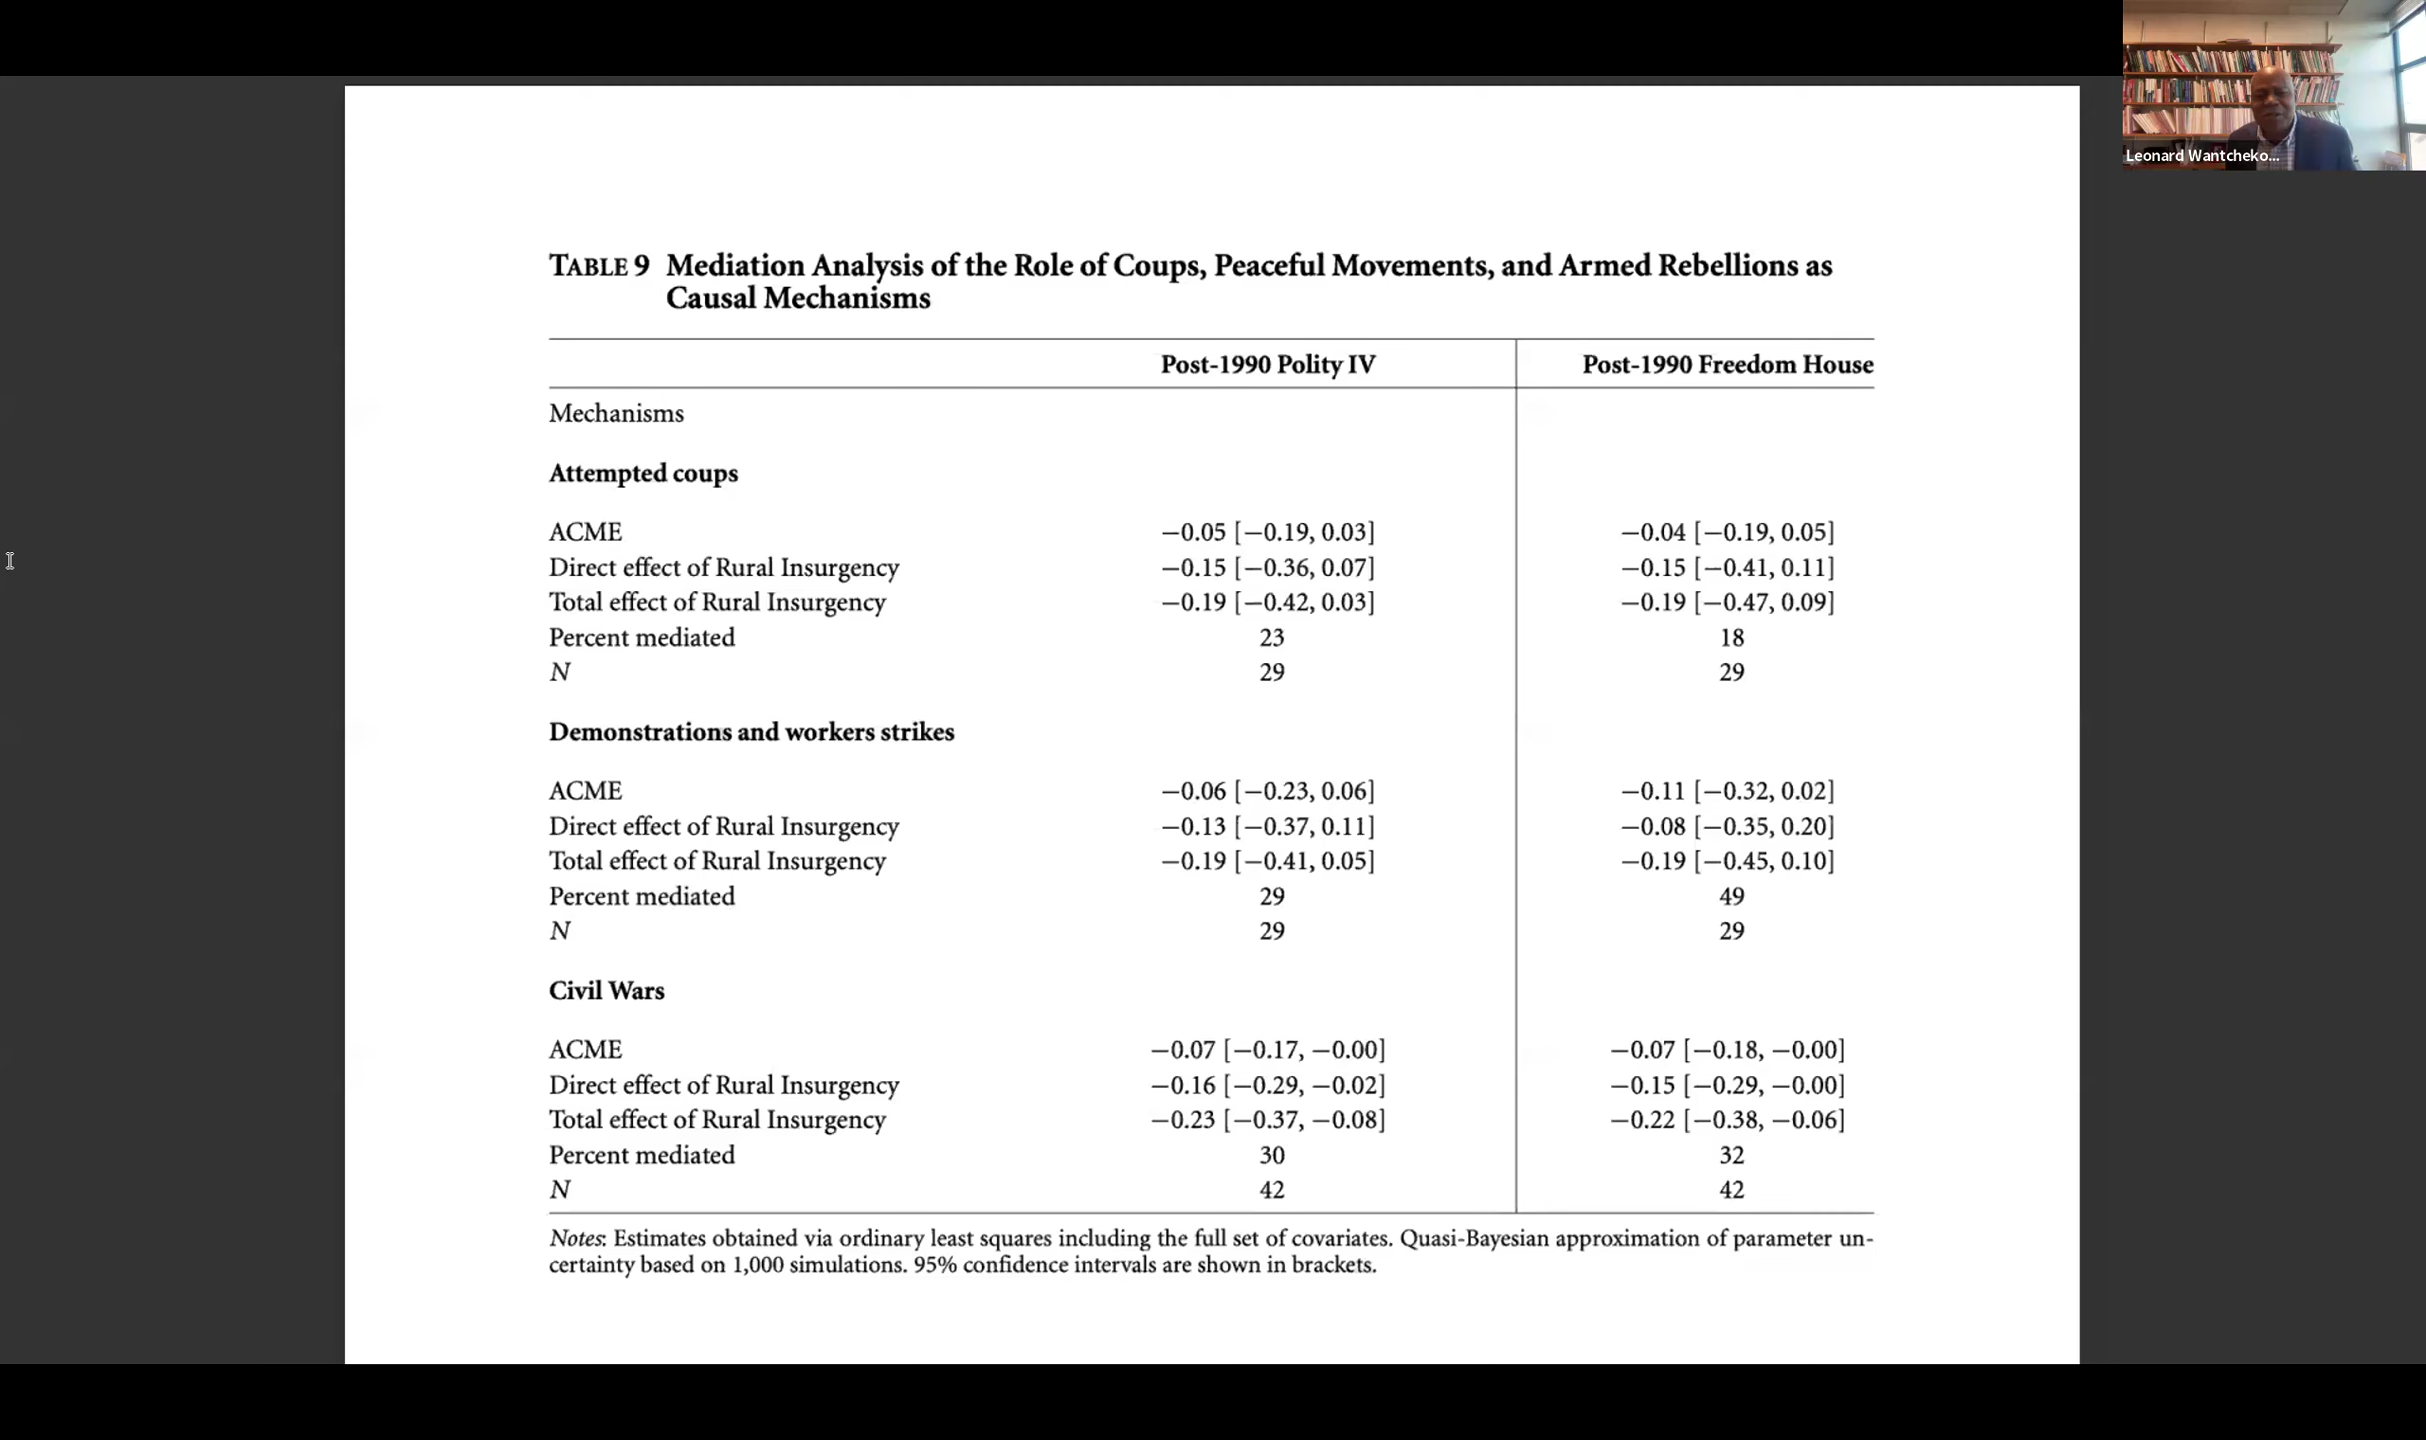 Leonard Wantcheko...
TABLE 9 Mediation Analysis of the Role of Coups, Peaceful Movements, and Armed Rebellions as
Causal Mechanisms
Post-1990 Polity IV Post-1990 Freedom House
Mechanisms
Attempted coups
ACME −0.05 [−0.19, 0.03] −0.04 [−0.19, 0.05]
Direct effect of Rural Insurgency −0.15 [−0.36, 0.07] −0.15 [−0.41, 0.11]
Total effect of Rural Insurgency −0.19 [−0.42, 0.03] −0.19 [−0.47, 0.09]
Percent mediated 23 18
N 29 29
Demonstrations and workers strikes
ACME −0.06 [−0.23, 0.06] −0.11 [−0.32, 0.02]
Direct effect of Rural Insurgency −0.13 [−0.37, 0.11] −0.08 [−0.35, 0.20]
Total effect of Rural Insurgency −0.19 [−0.41, 0.05] −0.19 [−0.45, 0.10]
Percent mediated 29 49
N 29 29
Civil Wars
ACME −0.07 [−0.17, −0.00] −0.07 [−0.18, −0.00]
Direct effect of Rural Insurgency −0.16 [−0.29, −0.02] −0.15 [−0.29, −0.00]
Total effect of Rural Insurgency −0.23 [−0.37, −0.08] −0.22 [−0.38, −0.06]
Percent mediated 30 32
N 42 42
Notes: Estimates obtained via ordinary least squares including the full set of covariates. Quasi-Bayesian approximation of parameter un-
certainty based on 1,000 simulations. 95% confidence intervals are shown in brackets.